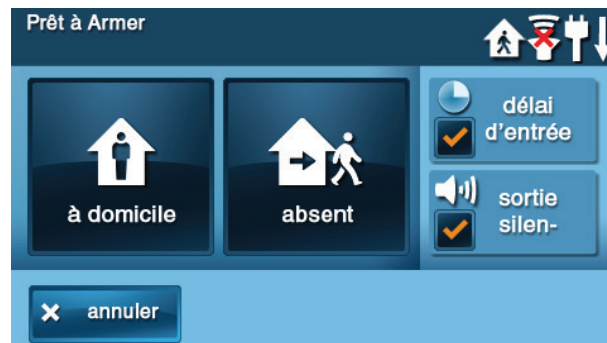 Prêt à Armer
à domicile
absent
délai
d'entrée
sortie
silen-
annuler